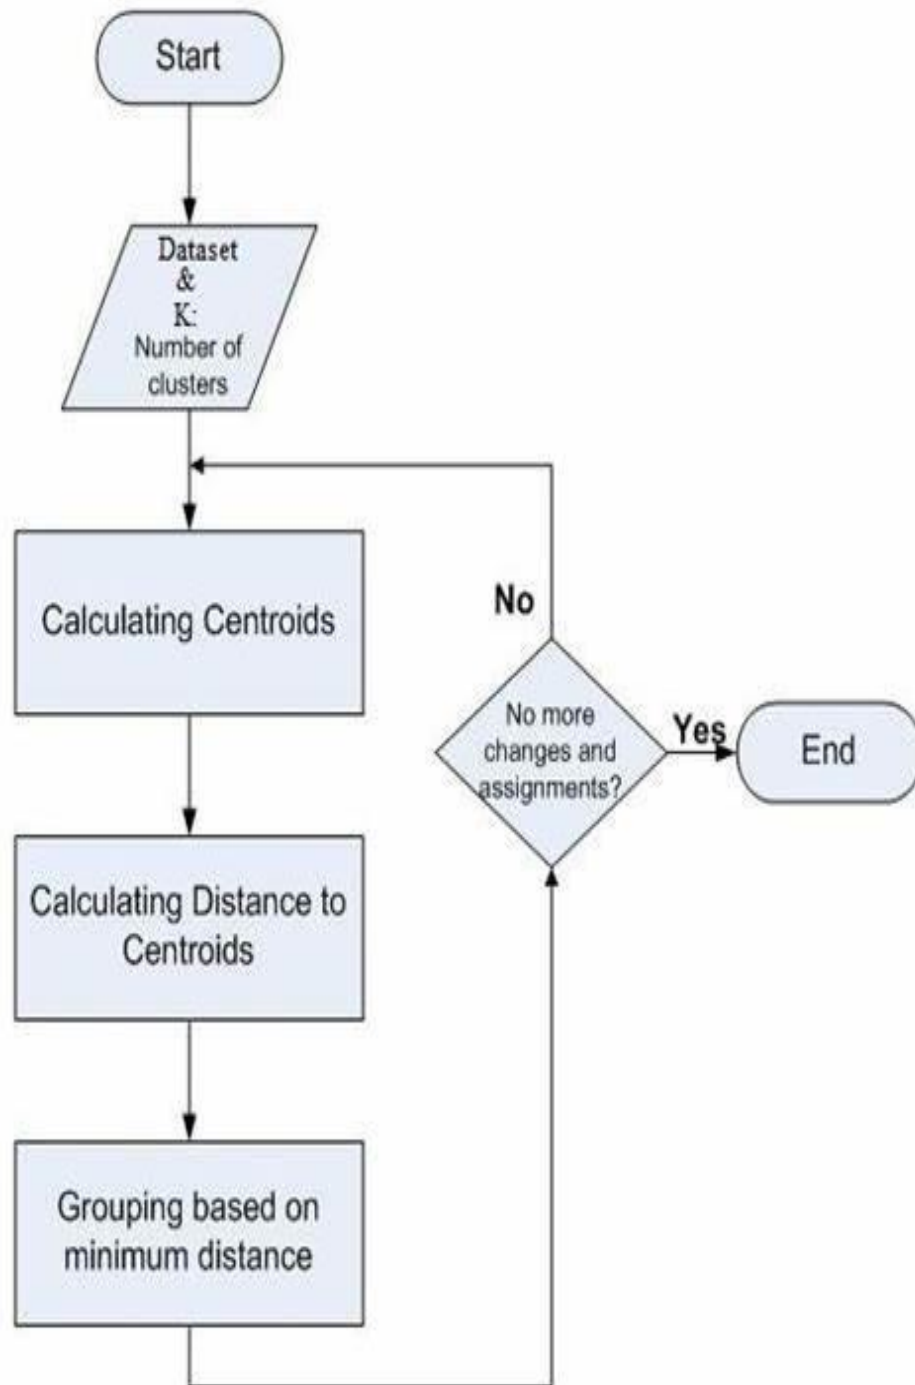 Start
Dataset
&
K:
Number of
clusters
Calculating Centroids
Calculating Distance to
Centroids
Grouping based on
minimum distance
No
No more
changes and
assignments?
Yes
End